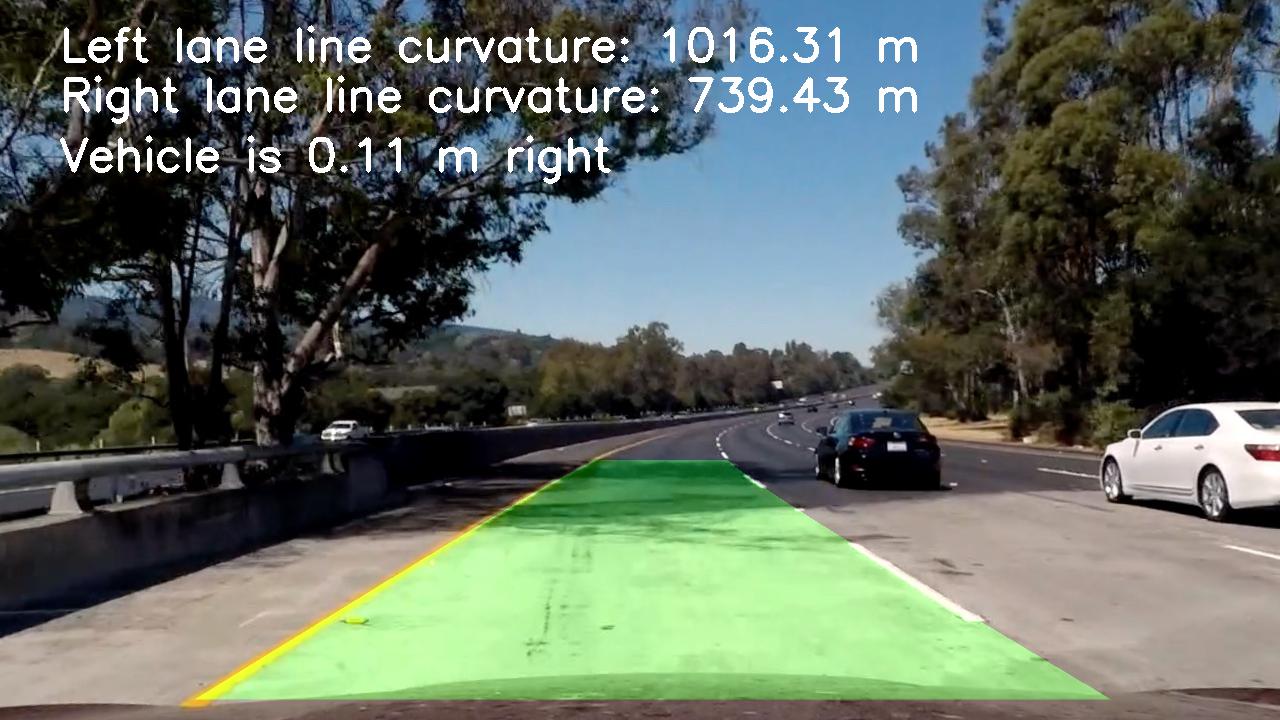 Left lane line curvature: 1016.31 m
Right lane line curvature: 739.43 m
Vehicle is 0.11 m right